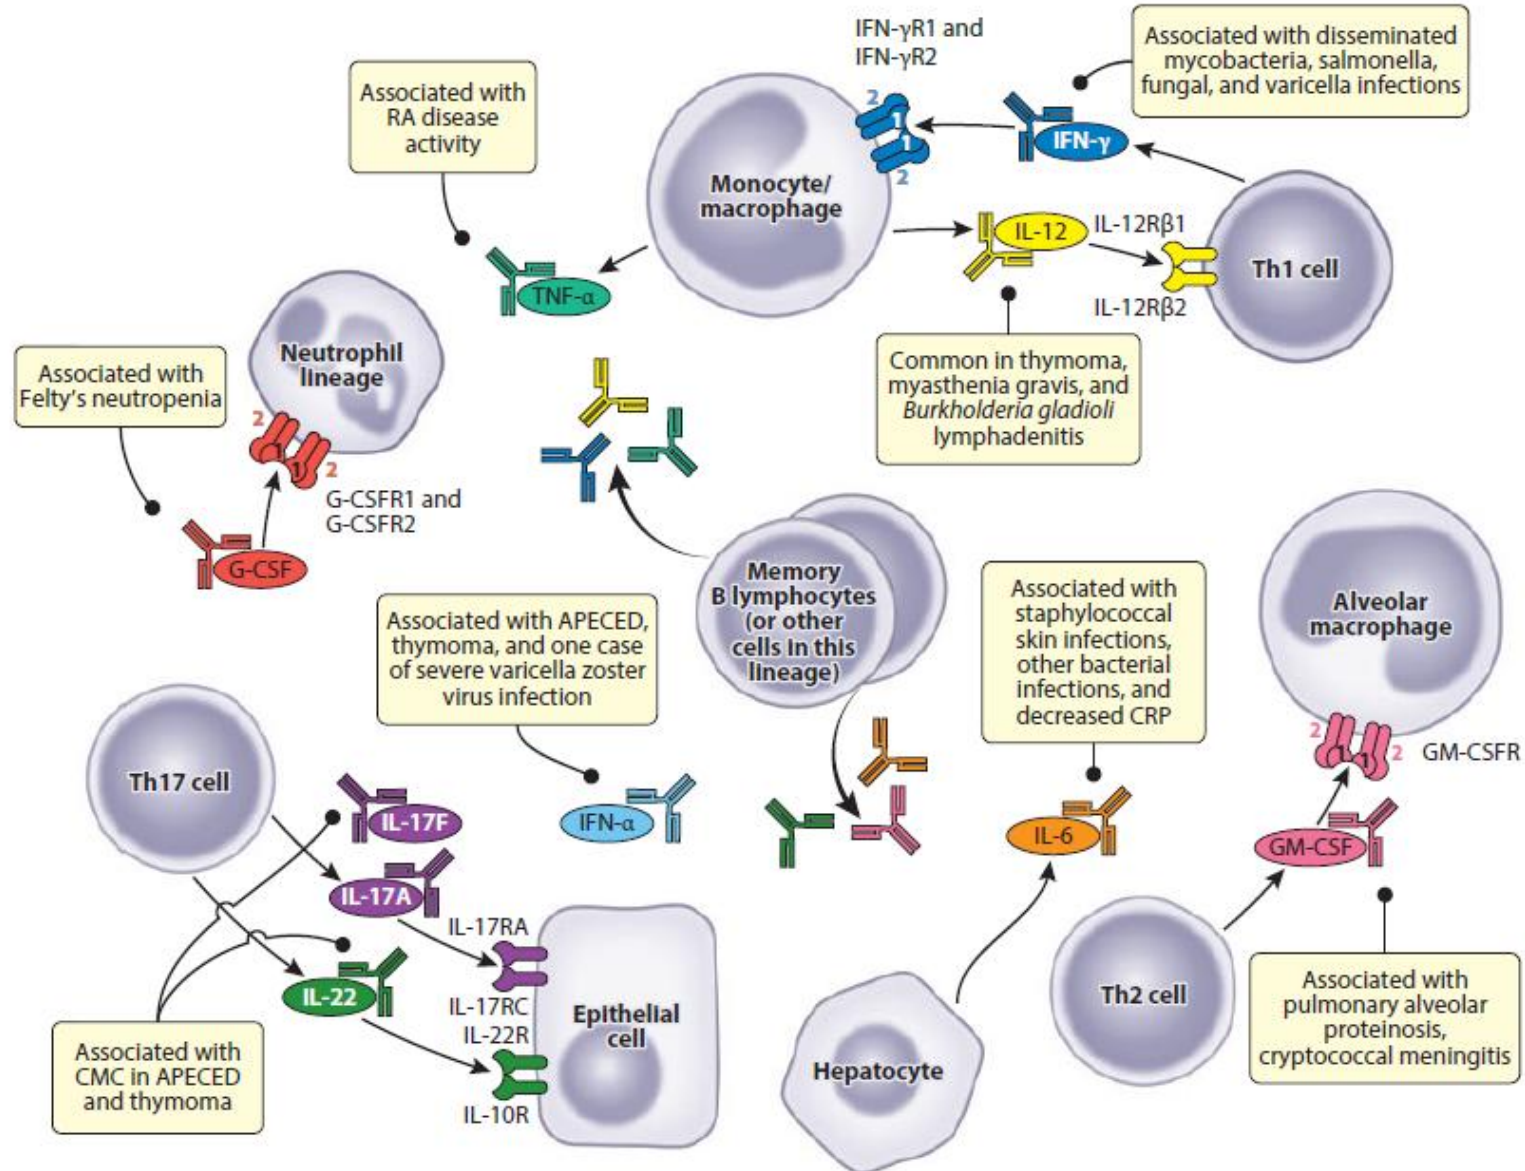 IFN-γR1 and
IFN-γR2
Associated with disseminated
mycobacteria, salmonella,
fungal, and varicella infections
Associated with
RA disease
activity
2
1
1
2
IFN-γ
Monocyte/
macrophage
IL-12
IL-12Rβ1
IL-12Rβ2
Th1 cell
TNF-α
Neutrophil
lineage
Associated with
Felty's neutropenia
2
1
1
2
G-CSFR1 and
G-CSFR2
G-CSF
Common in thymoma,
myasthenia gravis, and
Burkholderia gladioli
lymphadenitis
Memory
B lymphocytes
(or other
cells in this
lineage)
Associated with
staphylococcal
skin infections,
other bacterial
infections, and
decreased CRP
Alveolar
macrophage
2
1
1
2
GM-CSFR
Associated with APECED,
thymoma, and one case
of severe varicella zoster
virus infection
Th17 cell
IL-17F
IFN-α
IL-6
GM-CSF
IL-17A
IL-17RA
IL-17RC
IL-22
IL-22R
IL-10R
Epithelial
cell
Th2 cell
Hepatocyte
Associated with
pulmonary alveolar
proteinosis,
cryptococcal meningitis
Associated with
CMC in APECED
and thymoma